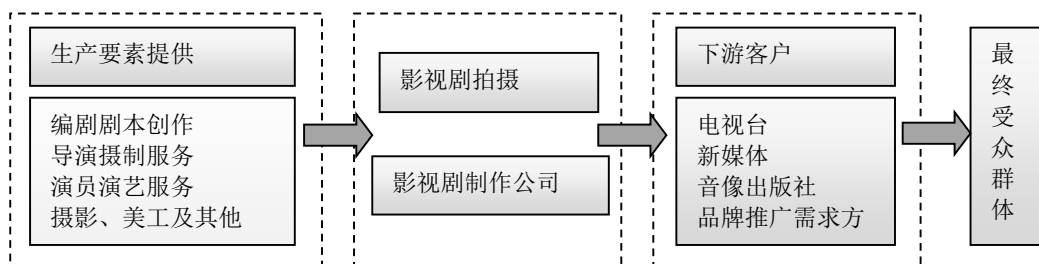 生产要素提供
编剧剧本创作
导演摄制服务
演员演艺服务
摄影、美工及其他
影视剧拍摄
影视剧制作公司
下游客户
电视台
新媒体
音像出版社
品牌推广需求方
最
终
受
众
群
体